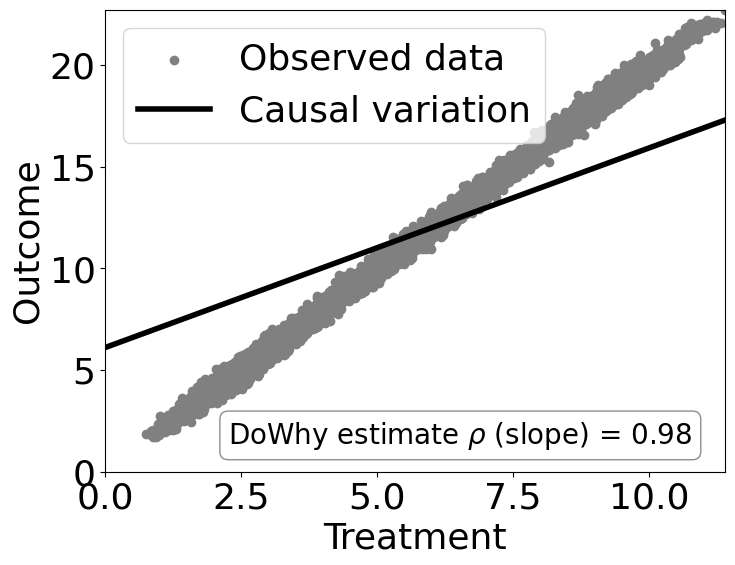 Observed data
Causal variation
20
15
10
5
0
Outcome
DoWhy estimate ρ (slope) = 0.98
0.0 2.5 5.0 7.5 10.0
Treatment